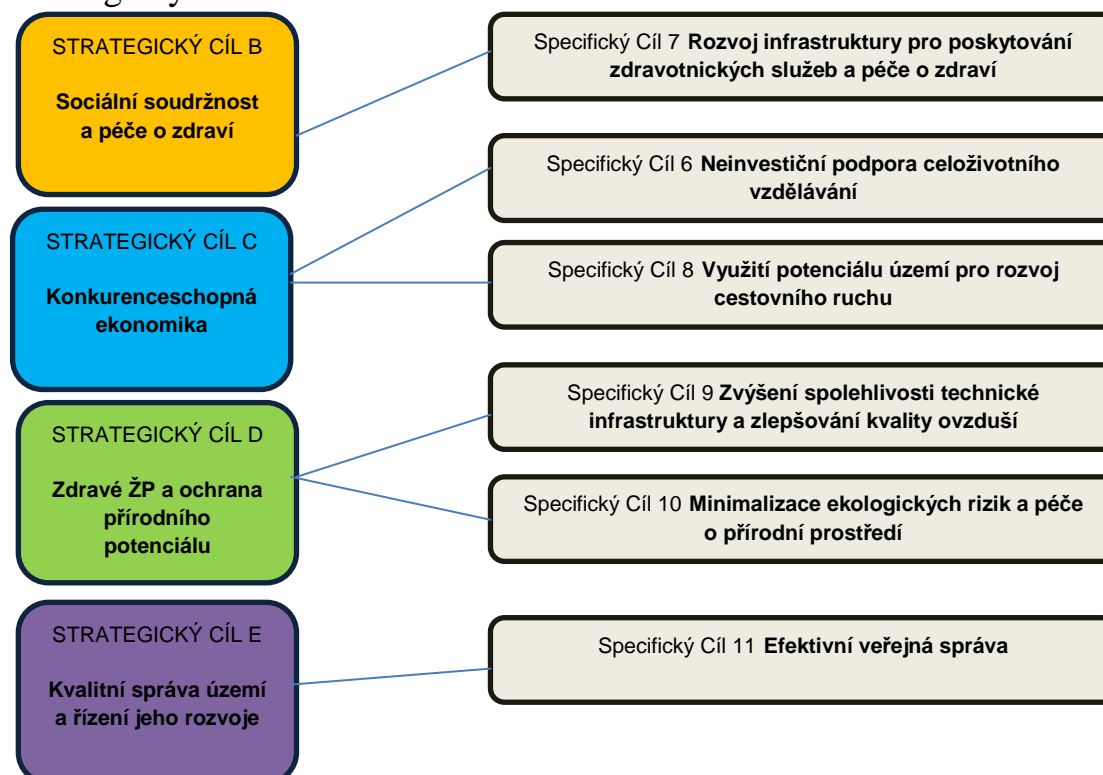 STRATEGICKÝ CÍL B
Sociální soudržnost
a péče o zdraví
Specifický Cíl 7 Rozvoj infrastruktury pro poskytování
zdravotnických služeb a péče o zdraví
STRATEGICKÝ CÍL C
Konkurenceschopná
ekonomika
Specifický Cíl 6 Neinvestiční podpora celoživotního
vzdělávání
Specifický Cíl 8 Využití potenciálu území pro rozvoj
cestovního ruchu
STRATEGICKÝ CÍL D
Zdravé ŽP a ochrana
přírodního
potenciálu
Specifický Cíl 9 Zvýšení spolehlivosti technické
infrastruktury a zlepšování kvality ovzduší
Specifický Cíl 10 Minimalizace ekologických rizik a péče
o přírodní prostředí
STRATEGICKÝ CÍL E
Kvalitní správa území
a řízení jeho rozvoje
Specifický Cíl 11 Efektivní veřejná správa